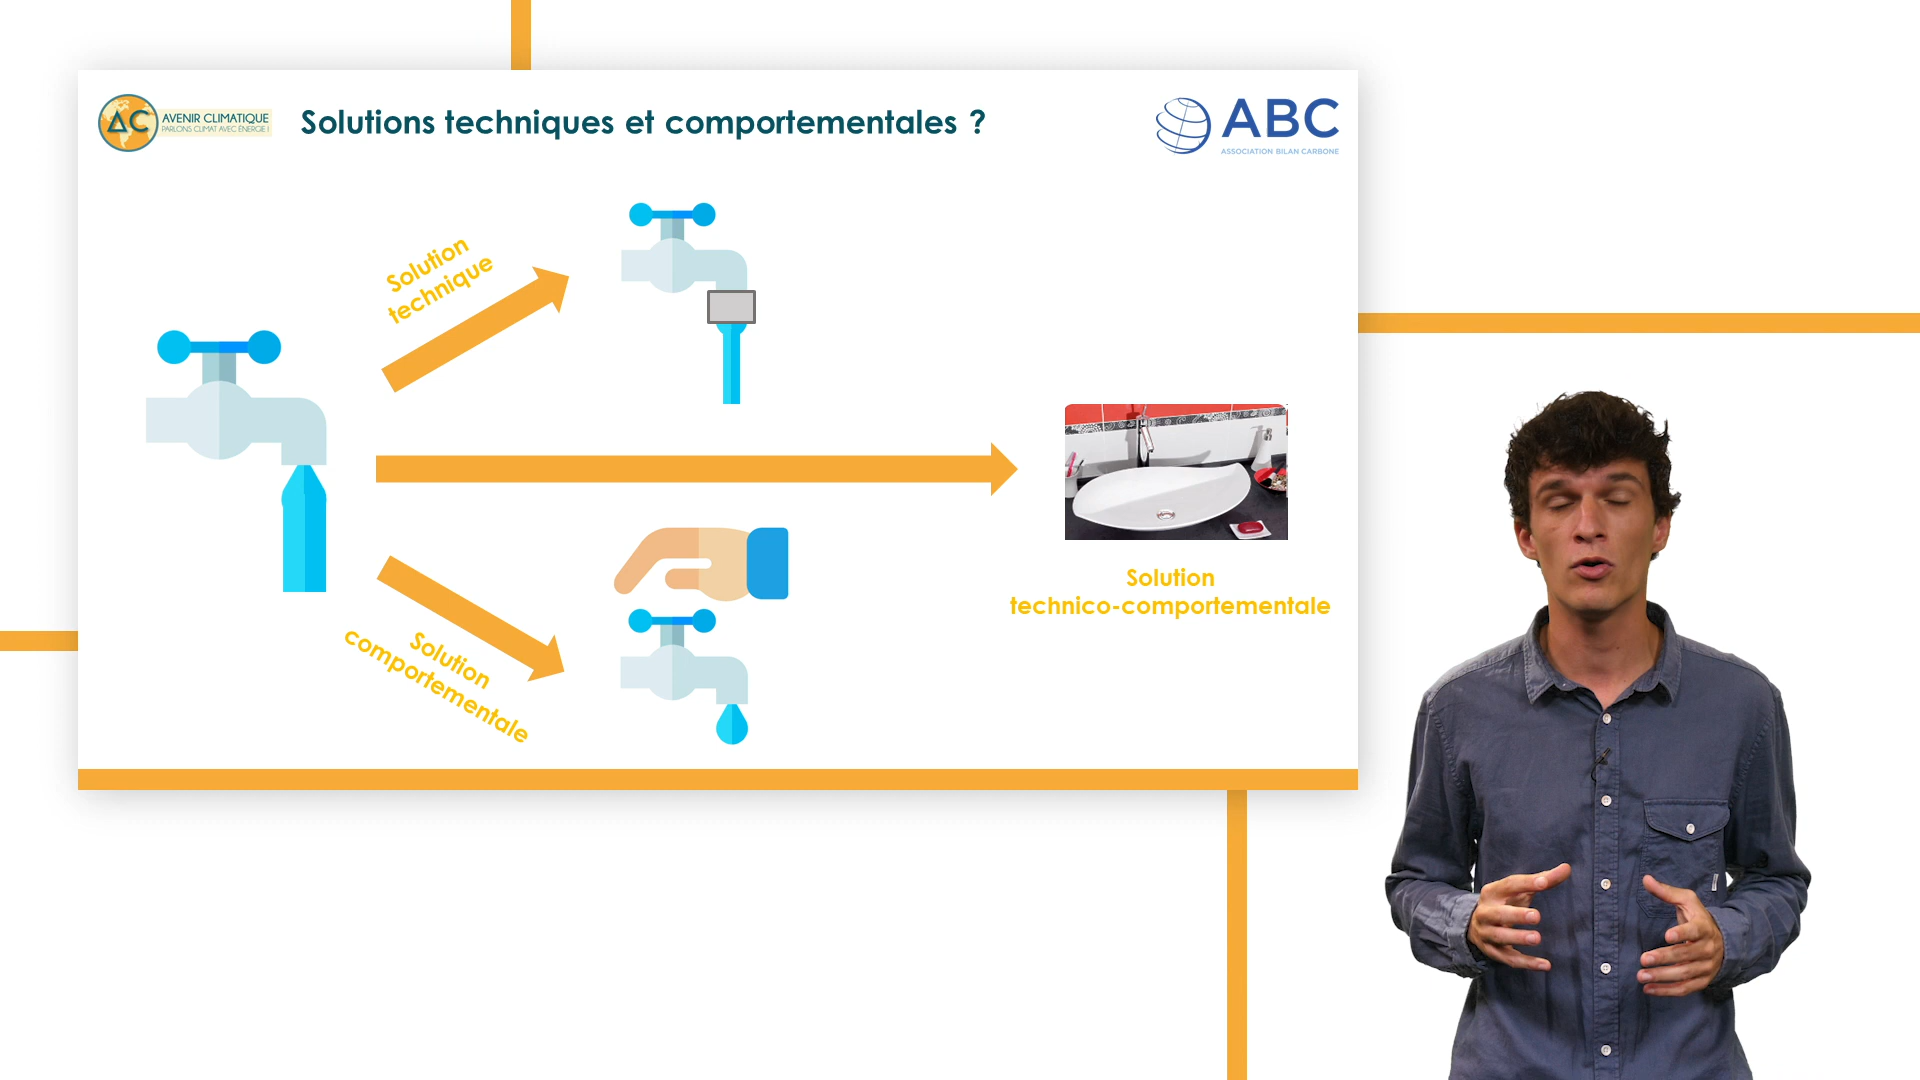 AC
AVENIR CLIMATIQUE
PARLONS CLIMAT AVEC ÉNERGIE !
Solutions techniques et comportementales ?
ABC
ASSOCIATION BILAN CARBONE
Solution
technique
Solution
technico-comportementale
Solution
comportementale